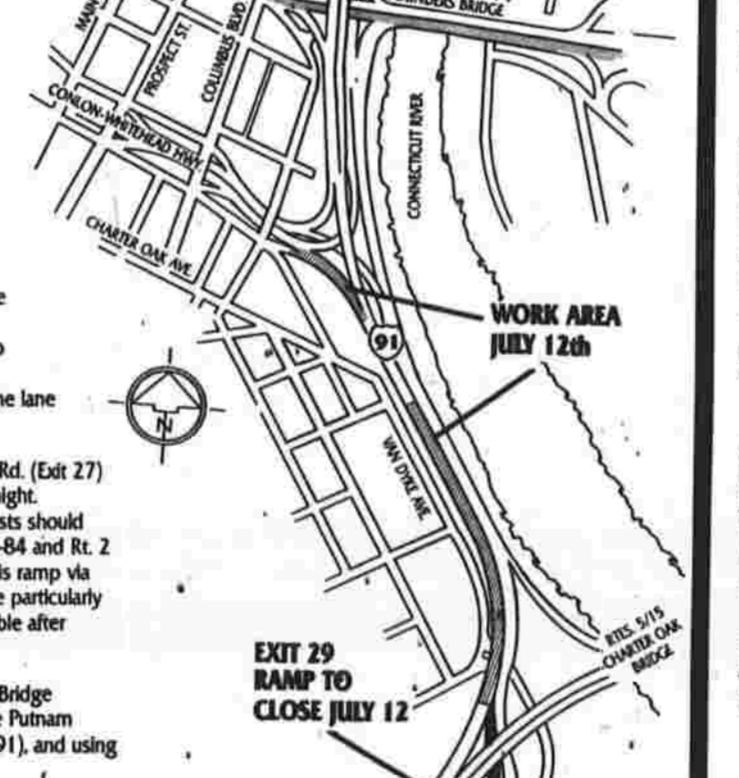 MAIN
PROSPECT ST.
COLUMBUS BLVD.
BRIDGE
CONLON-WHITEHEAD HWY.
CONNECTICUT RIVER
CHARTER OAK AVE.
WORK AREA
JULY 12th
91
N
VAN DYKE AVE.
ne lane
Rd. (Exit 27)
ight.
sts should
-84 and Rt. 2
is ramp via
e particularly
ble after
Bridge
e Putnam
91), and using
EXIT 29
RAMP TO
CLOSE JULY 12
RTES. 5/15
CHARTER OAK
BRIDGE